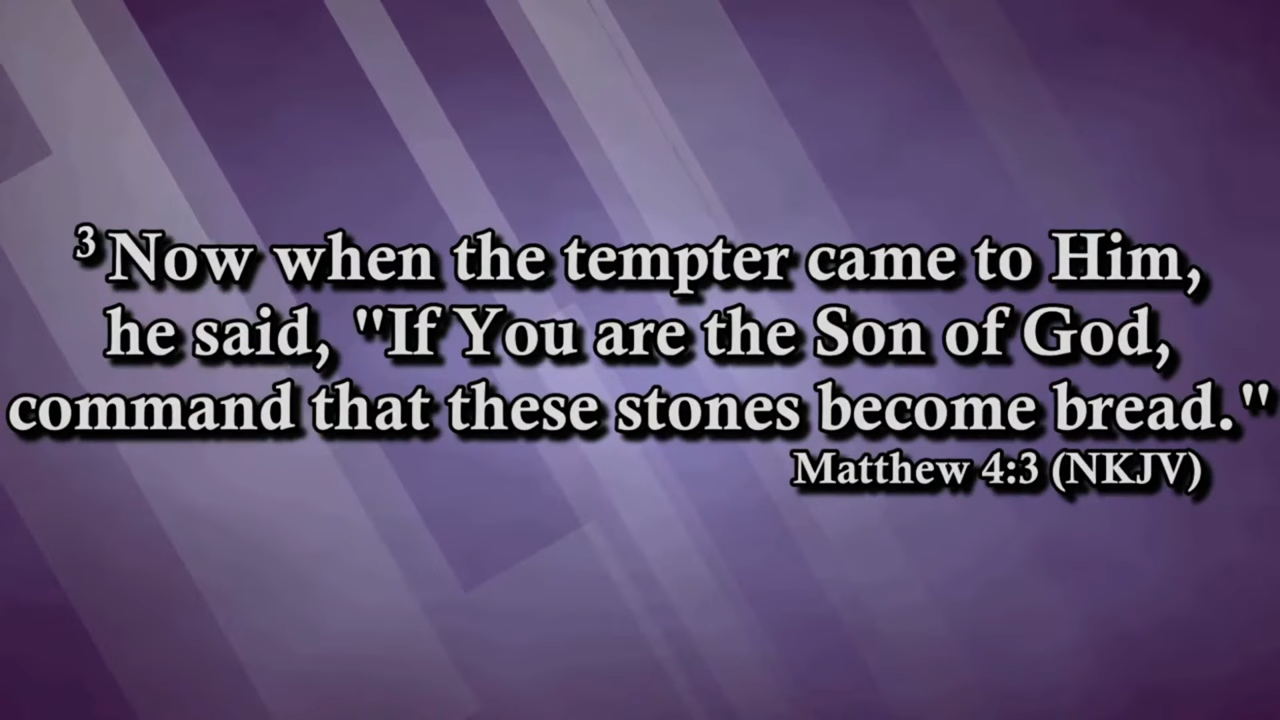 ³ Now when the tempter came to Him,
he said, "If You are the Son of God,
command that these stones become bread."
Matthew 4:3 (NKJV)